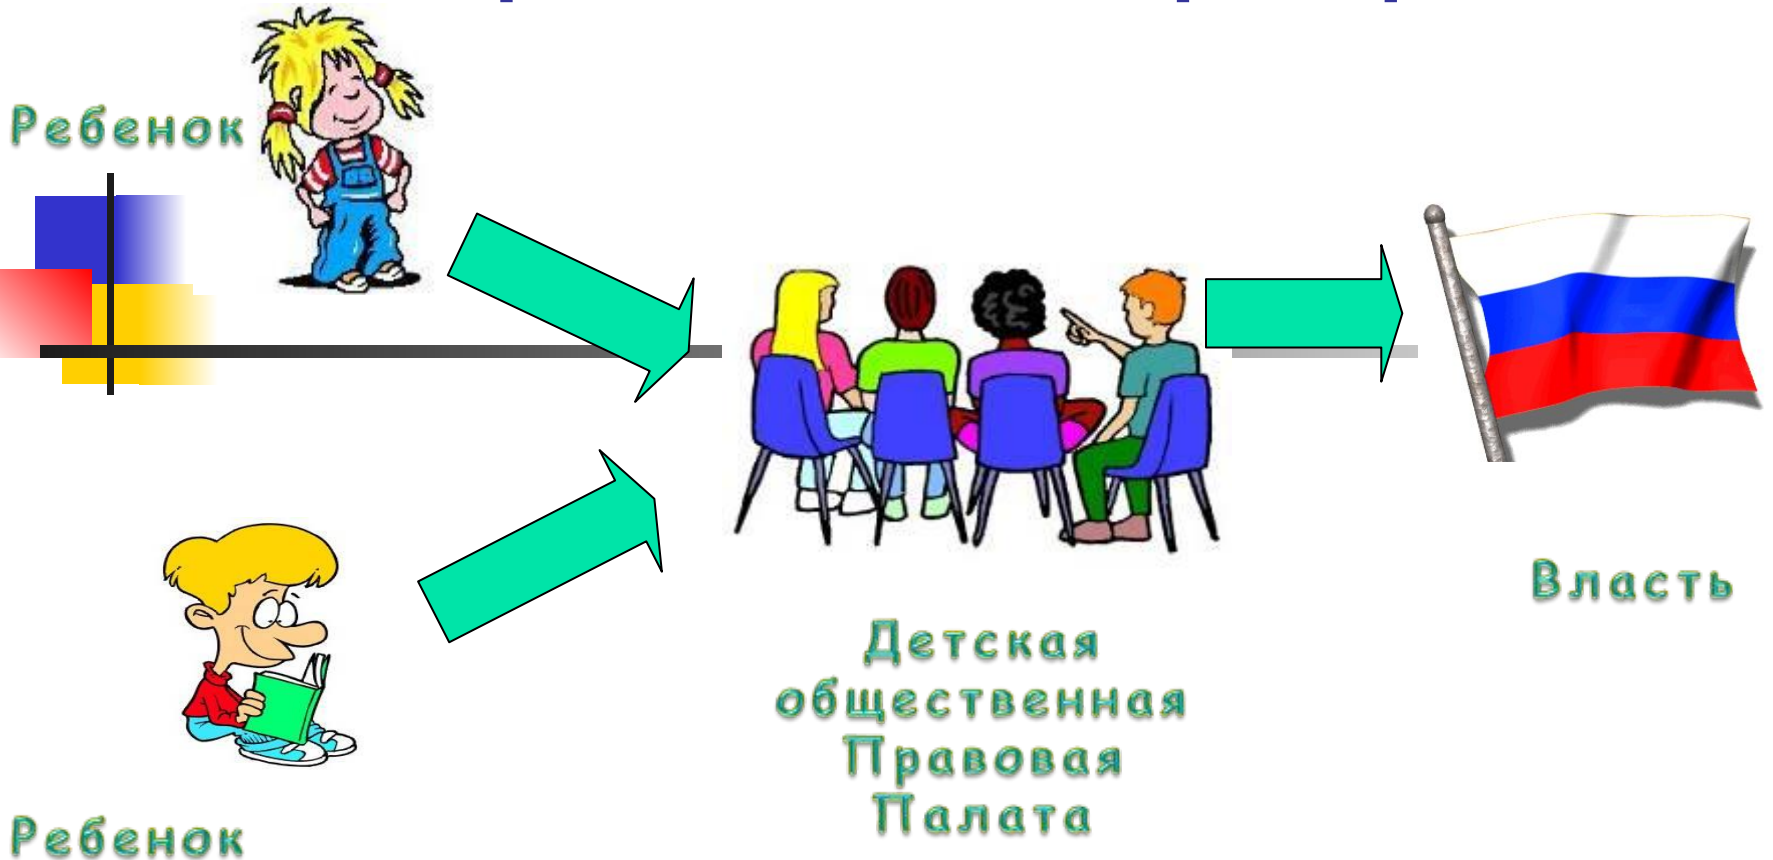 Ребенок
Детская
общественная
Правовая
Палата
Власть
Ребенок